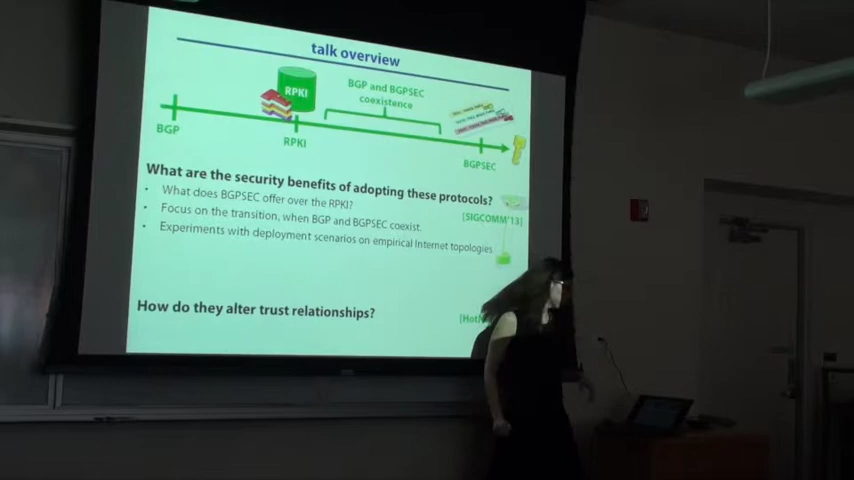 talk overview
RPKI
BGP and BGPSEC
coexistence
BGP
RPKI
BGPSEC
What are the security benefits of adopting these protocols?
• What does BGPSEC offer over the RPKI?
[SIGCOMM'13]
• Focus on the transition, when BGP and BGPSEC coexist.
• Experiments with deployment scenarios on empirical Internet topologies
How do they alter trust relationships?